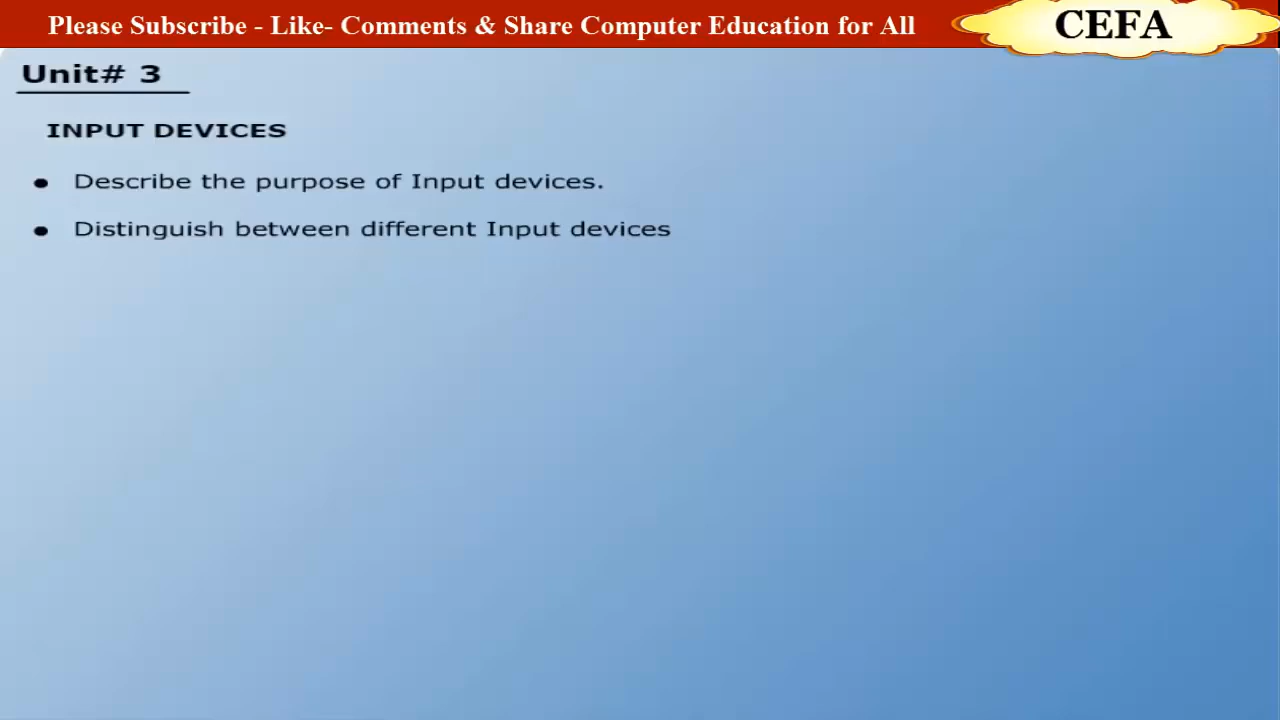 Please Subscribe - Like- Comments & Share Computer Education for All
CEFA
Unit# 3
INPUT DEVICES
● Describe the purpose of Input devices.
● Distinguish between different Input devices